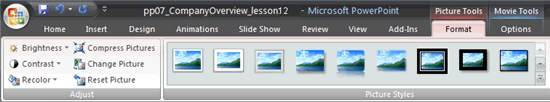 pp07_CompanyOverview_lesson12 - Microsoft PowerPoint Picture Tools Movie Tools
Home Insert Design Animations Slide Show Review View Add-Ins Format Options
Brightness Compress Pictures
Contrast Change Picture
Recolor Reset Picture
Adjust Picture Styles